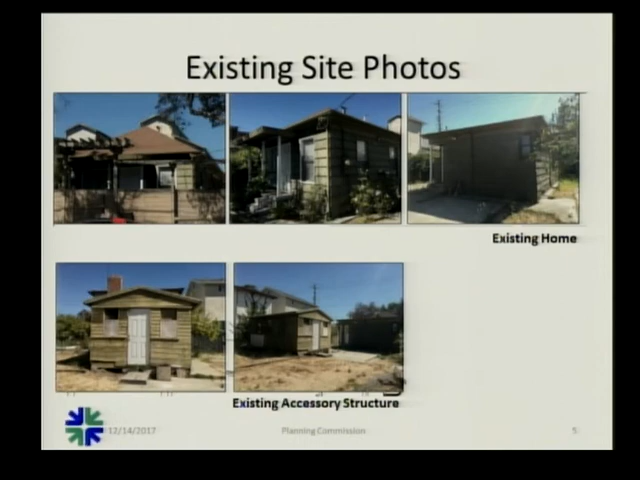 Existing Site Photos
Existing Home
Existing Accessory Structure
12/14/2017
Planning Commission
5